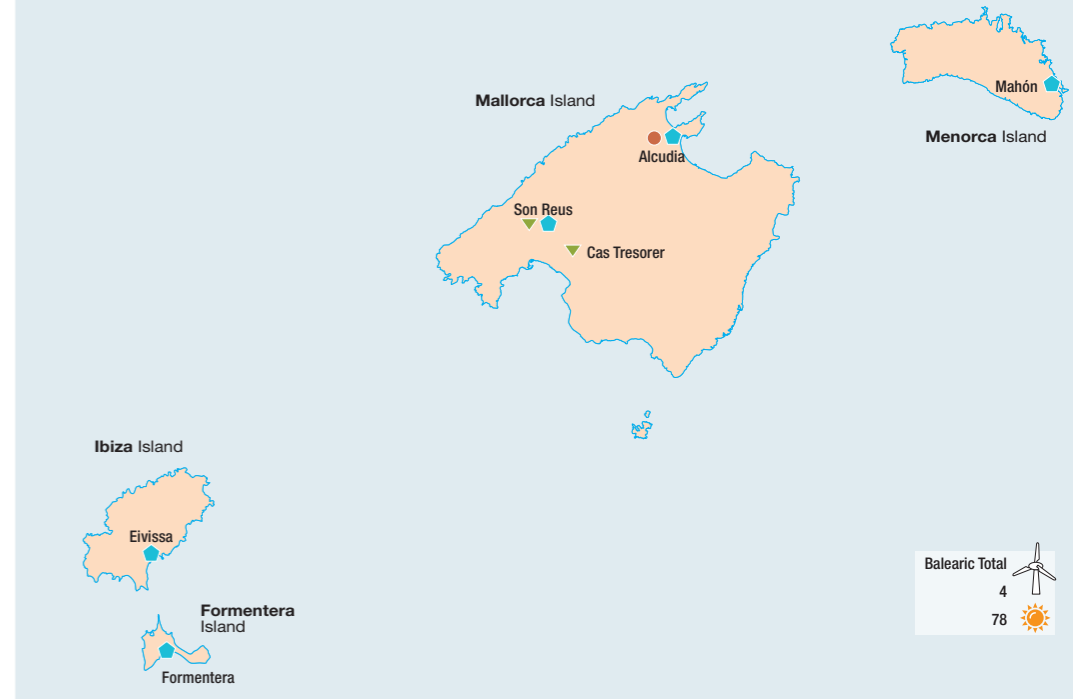 Mahón
Menorca Island
Mallorca Island
Alcudia
Son Reus
Cas Tresorer
Ibiza Island
Eivissa
Formentera
Island
Formentera
Balearic Total
4
78